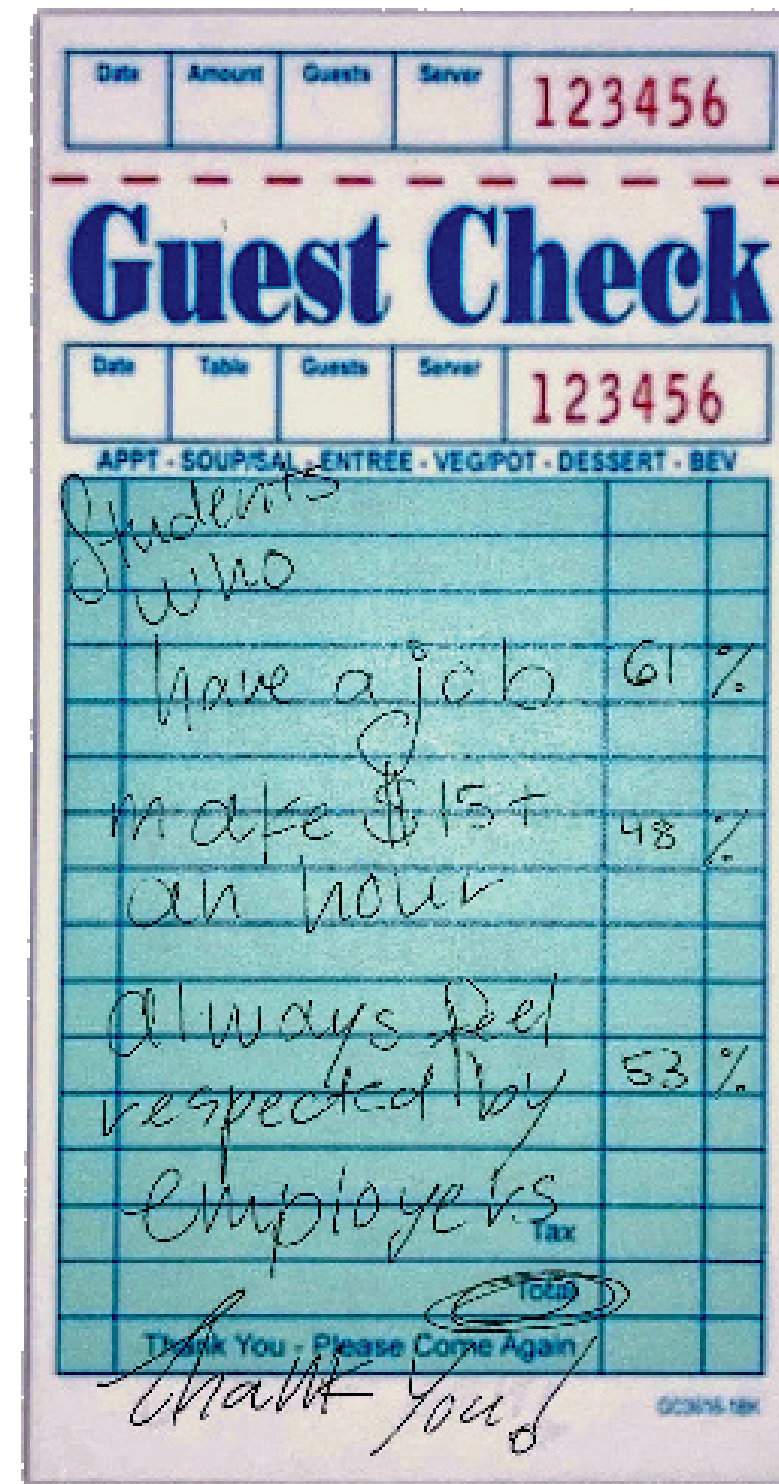 Date Amount Guests Server 123456
Guest Check
Date Table Guests Server 123456
APPT - SOUP/SAL - ENTREE - VEG/POT - DESSERT - BEV
Students
who
have a job 61 %
make $15+ 48 %
an hour
always feel
respected by 53 %
employers
Tax
Total
Thank You - Please Come Again
Thank You!